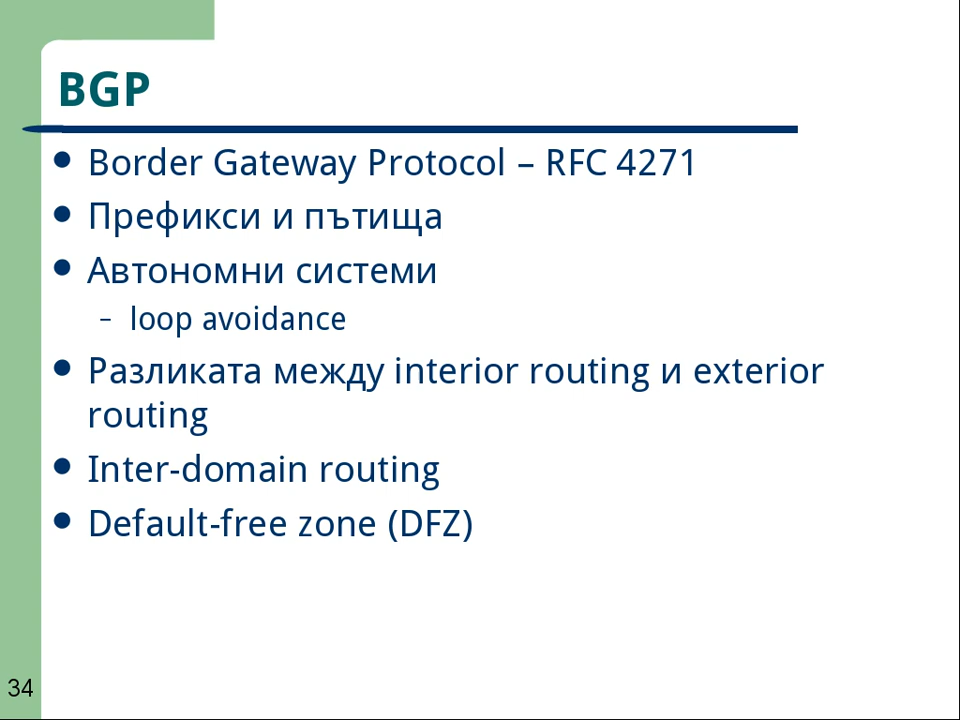 BGP
Border Gateway Protocol – RFC 4271
Префикси и пътища
Автономни системи
– loop avoidance
Разликата между interior routing и exterior
routing
Inter-domain routing
Default-free zone (DFZ)
34